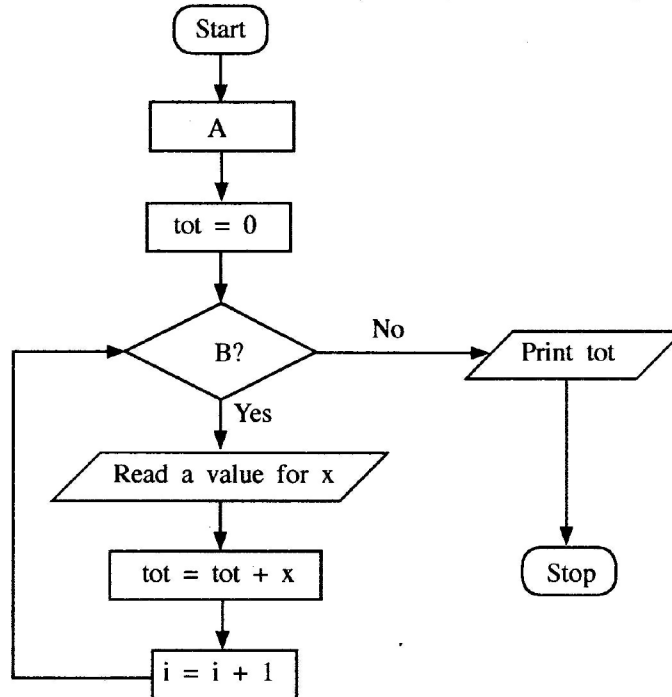 Start
A
tot = 0
B?
No
Print tot
Yes
Read a value for x
tot = tot + x
Stop
i = i + 1